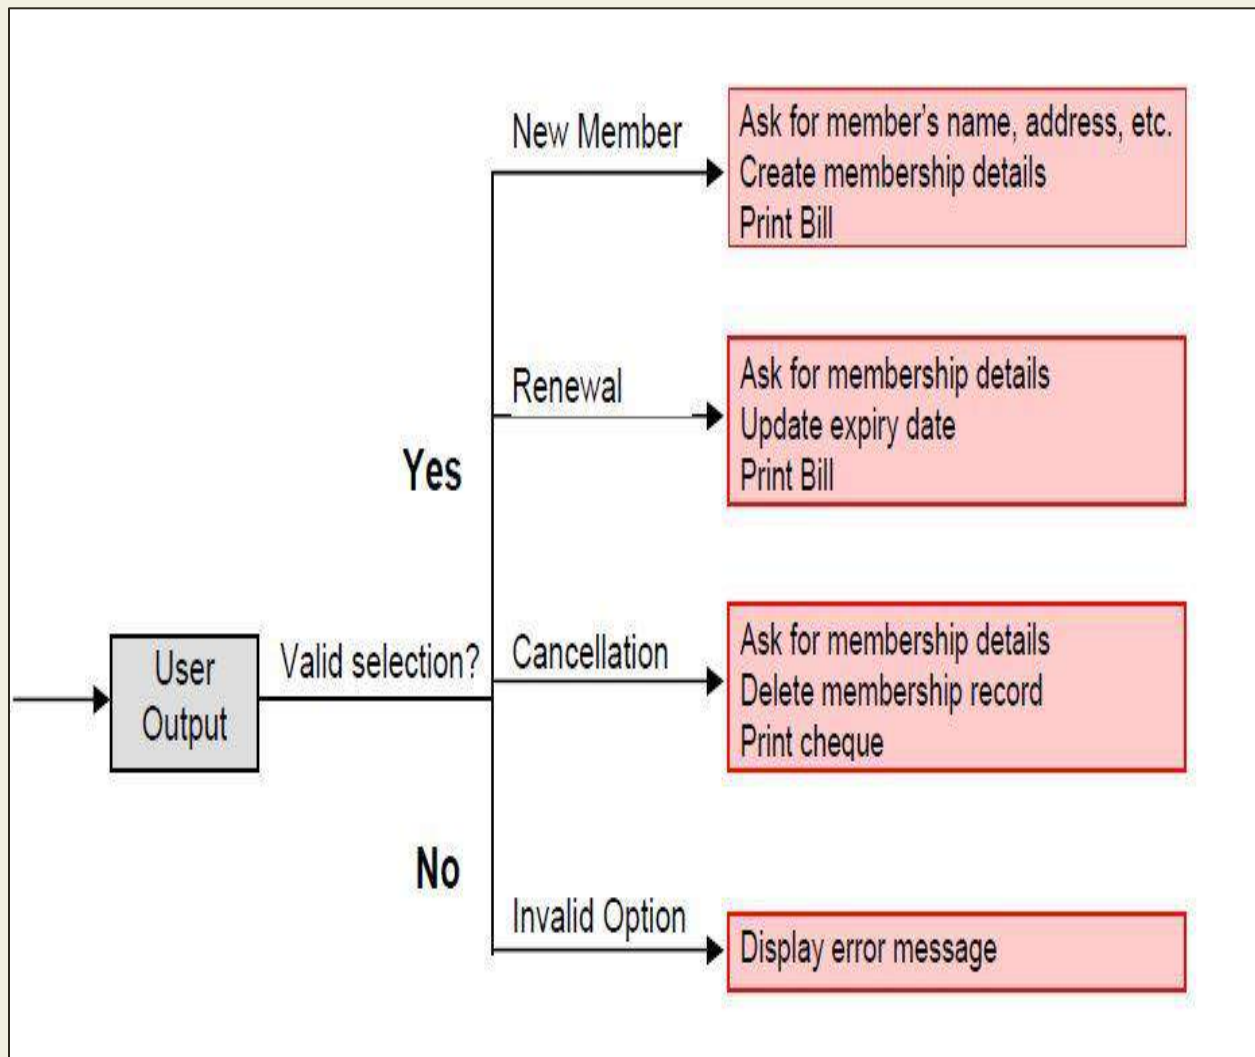 New Member
Ask for member's name, address, etc.
Create membership details
Print Bill
Renewal
Ask for membership details
Update expiry date
Print Bill
Yes
User
Output
Valid selection?
Cancellation
Ask for membership details
Delete membership record
Print cheque
No
Invalid Option
Display error message